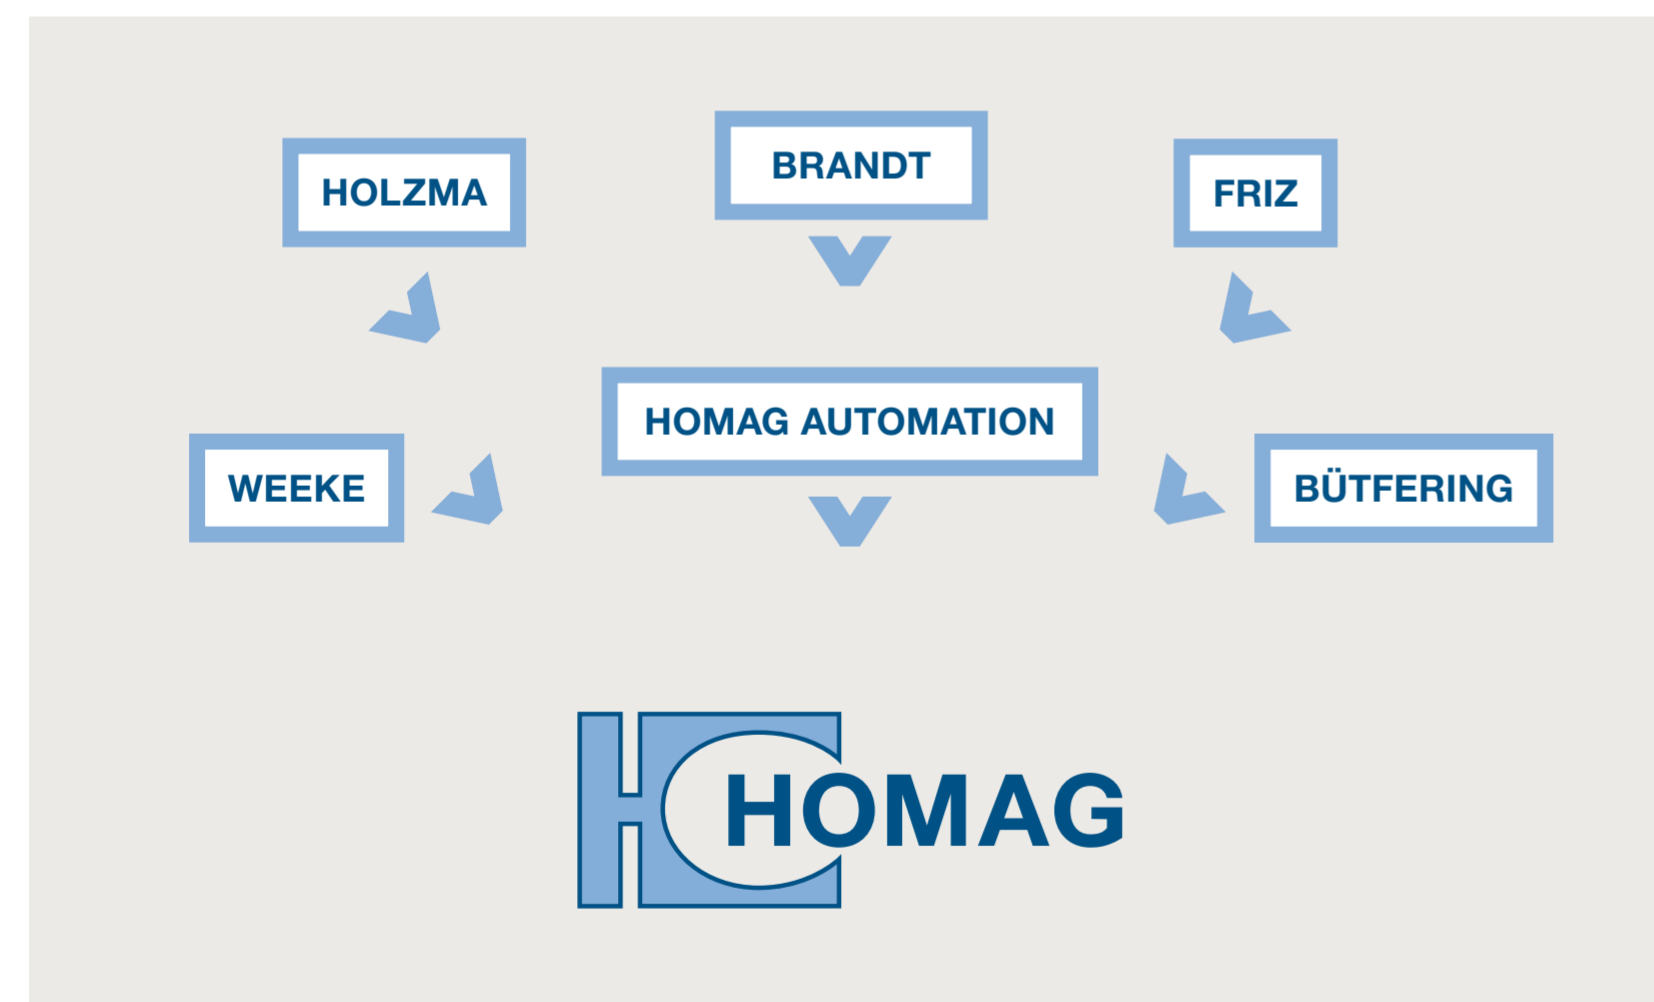 BRANDT
HOLZMA
FRIZ
HOMAG AUTOMATION
WEEKE
BÜTFERING
HOMAG